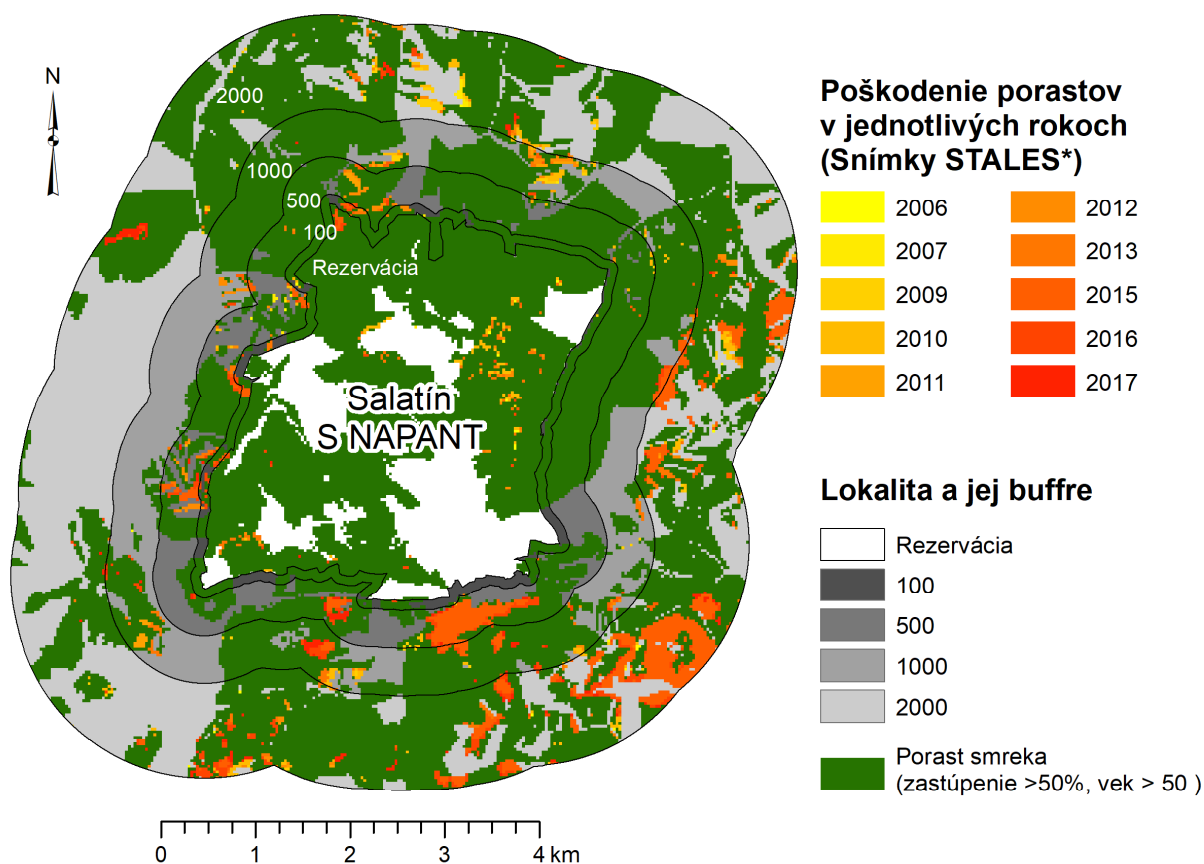 N
2000
1000
500
100
Rezervácia
Salatín
S NAPANT
0 1 2 3 4 km
Poškodenie porastov
v jednotlivých rokoch
(Snímky STALES*)
2006 2012
2007 2013
2009 2015
2010 2016
2011 2017
Lokalita a jej buffre
Rezervácia
100
500
1000
2000
Porast smreka
(zastúpenie >50%, vek > 50 )